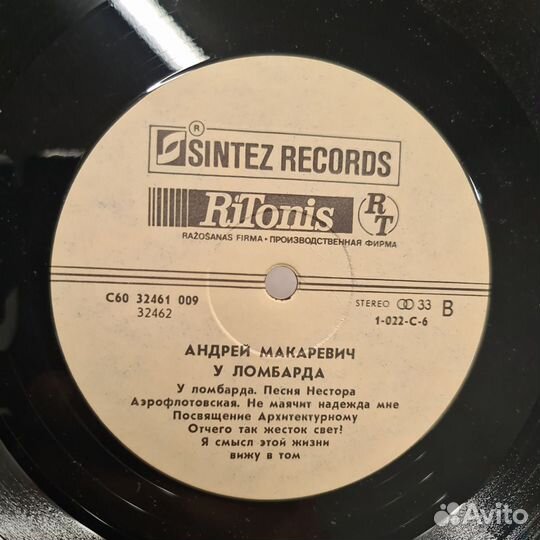 ®
SINTEZ RECORDS
RiTonis RT
RAŽOŠANAS FIRMA • ПРОИЗВОДСТВЕННАЯ ФИРМА
С60 32461 009
32462
STEREO 33 В
1-022-С-6
АНДРЕЙ МАКАРЕВИЧ
У ЛОМБАРДА
У ломбарда. Песня Нестора
Аэрофлотовская. Не маячит надежда мне
Посвящение Архитектурному
Отчего так жесток свет!
Я смысл этой жизни
вижу в том
Avito